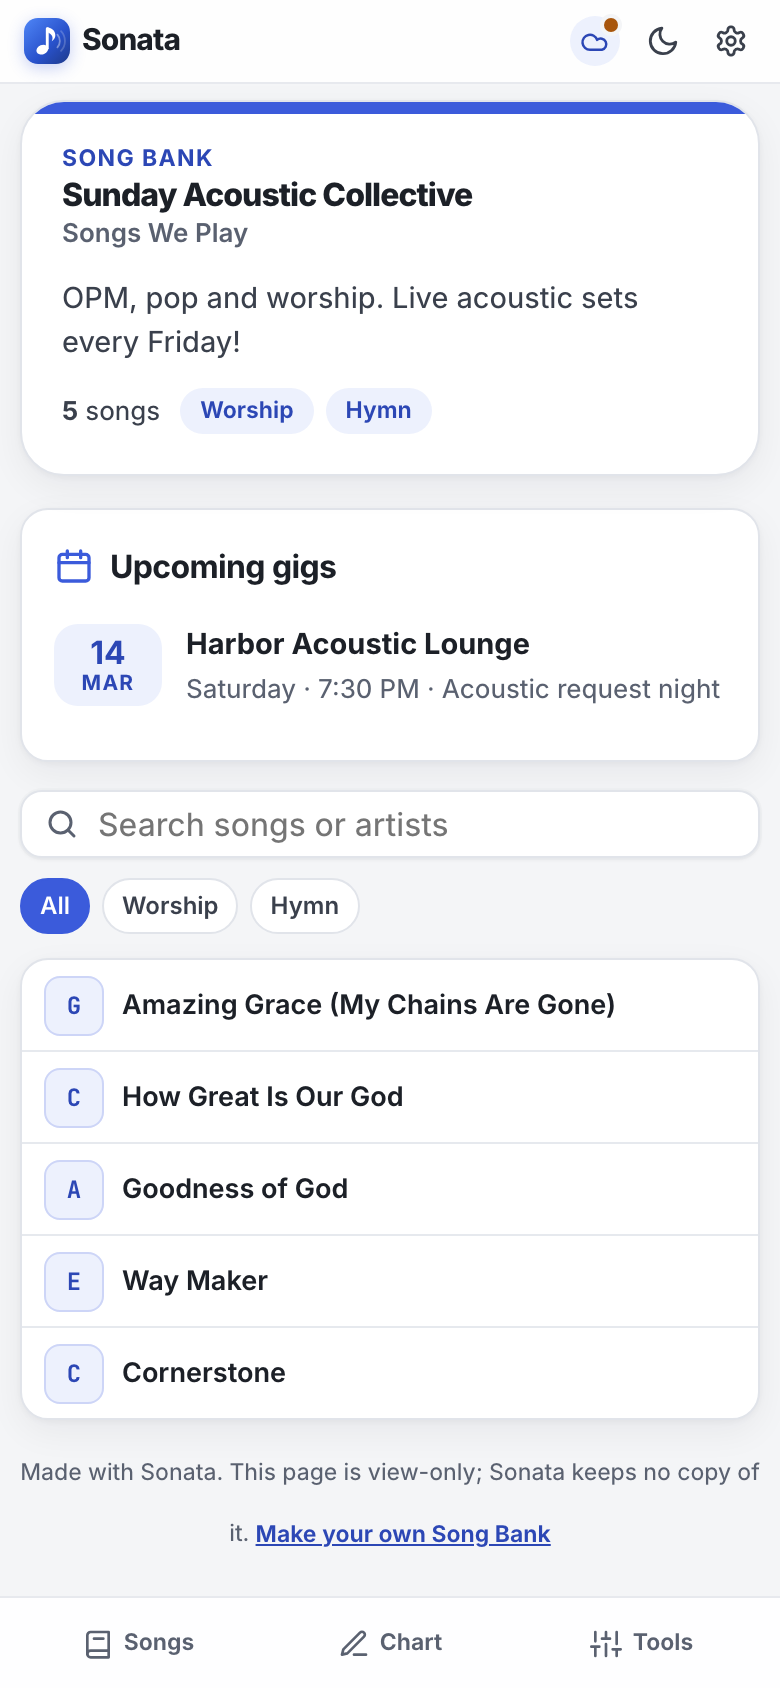 Sonata
SONG BANK
Sunday Acoustic Collective
Songs We Play
OPM, pop and worship. Live acoustic sets
every Friday!
5 songs Worship Hymn
Upcoming gigs
14
MAR
Harbor Acoustic Lounge
Saturday · 7:30 PM · Acoustic request night
Search songs or artists
All Worship Hymn
G Amazing Grace (My Chains Are Gone)
C How Great Is Our God
A Goodness of God
E Way Maker
C Cornerstone
Made with Sonata. This page is view-only; Sonata keeps no copy of
it. Make your own Song Bank
Songs Chart Tools